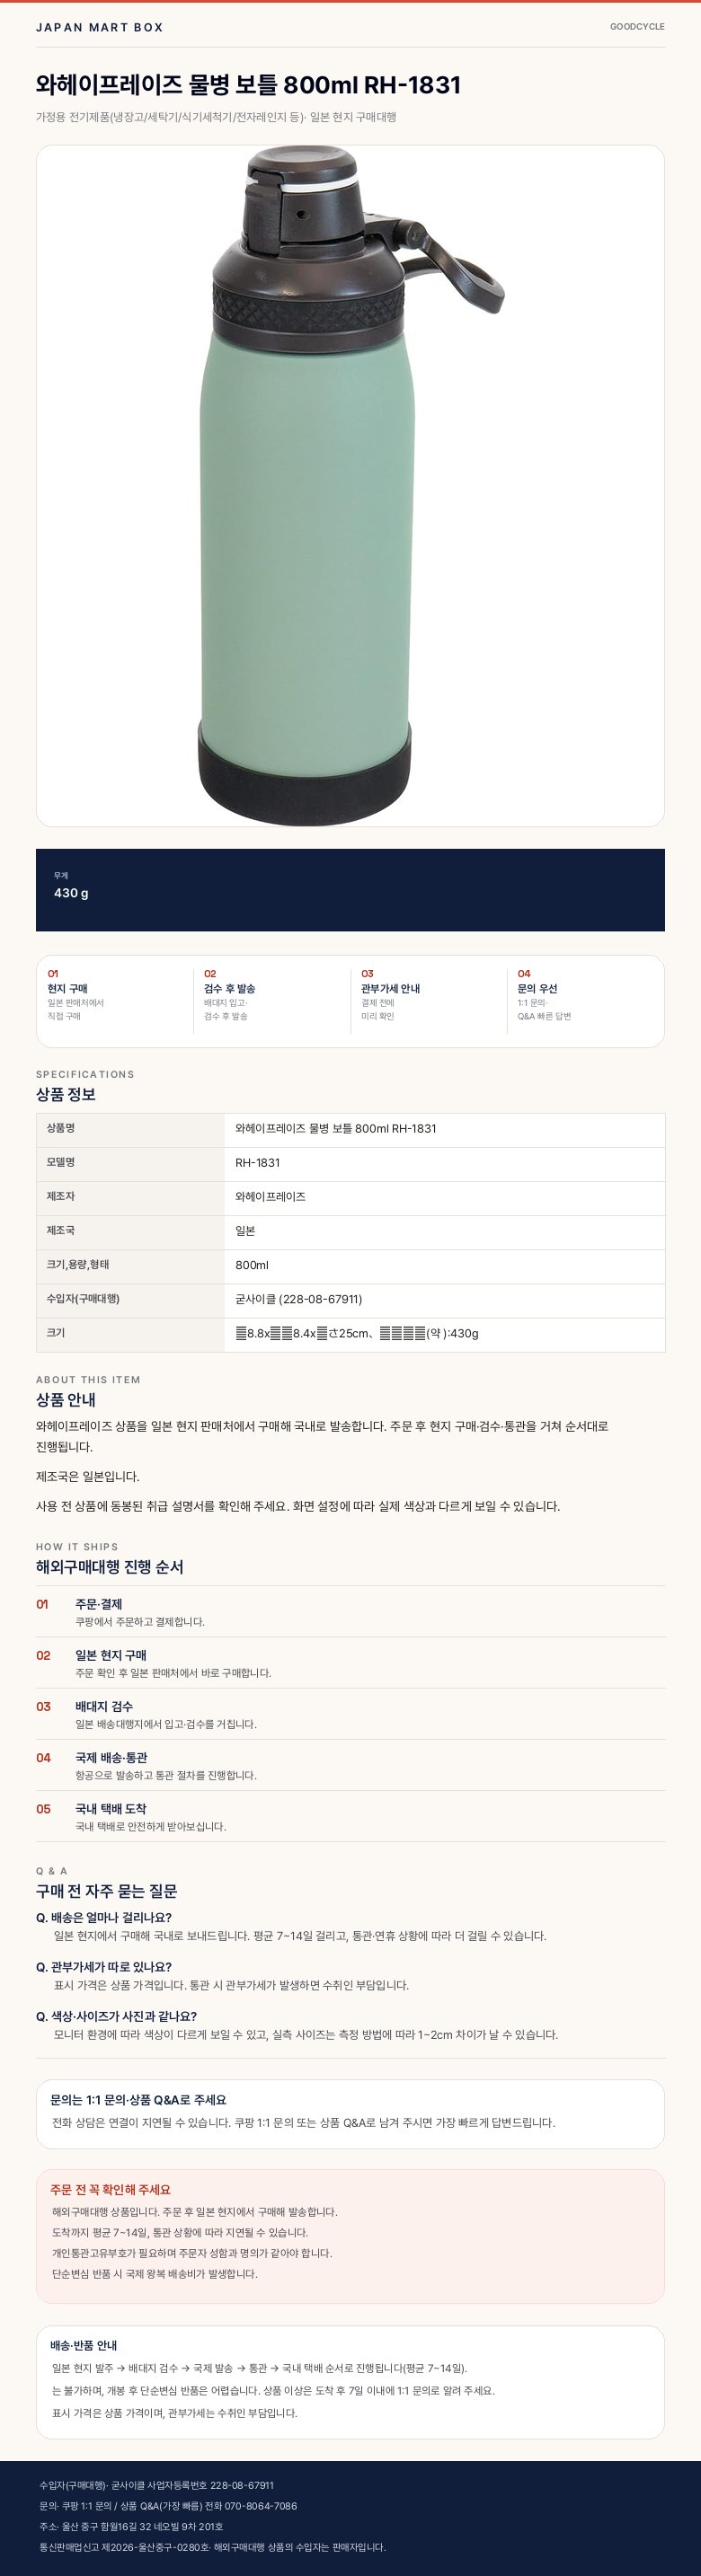 JAPAN MART BOX
GOODCYCLE
와헤이프레이즈 물병 보틀 800ml RH-1831
가정용 전기제품(냉장고/세탁기/식기세척기/전자레인지 등)· 일본 현지 구매대행
무게
430 g
01
현지 구매
일본 판매처에서
직접 구매
02
검수 후 발송
배대지 입고·
검수 후 발송
03
관부가세 안내
결제 전에
미리 확인
04
문의 우선
1:1 문의·
Q&A 빠른 답변
SPECIFICATIONS
상품 정보
상품명 와헤이프레이즈 물병 보틀 800ml RH-1831
모델명 RH-1831
제조자 와헤이프레이즈
제조국 일본
크기,용량,형태 800ml
수입자(구매대행) 굳사이클 (228-08-67911)
크기 8.8x 8.4x さ25cm、 (약 ):430g
ABOUT THIS ITEM
상품 안내
와헤이프레이즈 상품을 일본 현지 판매처에서 구매해 국내로 발송합니다. 주문 후 현지 구매·검수·통관을 거쳐 순서대로
진행됩니다.
제조국은 일본입니다.
사용 전 상품에 동봉된 취급 설명서를 확인해 주세요. 화면 설정에 따라 실제 색상과 다르게 보일 수 있습니다.
HOW IT SHIPS
해외구매대행 진행 순서
01 주문·결제
쿠팡에서 주문하고 결제합니다.
02 일본 현지 구매
주문 확인 후 일본 판매처에서 바로 구매합니다.
03 배대지 검수
일본 배송대행지에서 입고·검수를 거칩니다.
04 국제 배송·통관
항공으로 발송하고 통관 절차를 진행합니다.
05 국내 택배 도착
국내 택배로 안전하게 받아보십니다.
Q & A
구매 전 자주 묻는 질문
Q. 배송은 얼마나 걸리나요?
일본 현지에서 구매해 국내로 보내드립니다. 평균 7~14일 걸리고, 통관·연휴 상황에 따라 더 걸릴 수 있습니다.
Q. 관부가세가 따로 있나요?
표시 가격은 상품 가격입니다. 통관 시 관부가세가 발생하면 수취인 부담입니다.
Q. 색상·사이즈가 사진과 같나요?
모니터 환경에 따라 색상이 다르게 보일 수 있고, 실측 사이즈는 측정 방법에 따라 1~2cm 차이가 날 수 있습니다.
문의는 1:1 문의·상품 Q&A로 주세요
전화 상담은 연결이 지연될 수 있습니다. 쿠팡 1:1 문의 또는 상품 Q&A로 남겨 주시면 가장 빠르게 답변드립니다.
주문 전 꼭 확인해 주세요
해외구매대행 상품입니다. 주문 후 일본 현지에서 구매해 발송합니다.
도착까지 평균 7~14일, 통관 상황에 따라 지연될 수 있습니다.
개인통관고유부호가 필요하며 주문자 성함과 명의가 같아야 합니다.
단순변심 반품 시 국제 왕복 배송비가 발생합니다.
배송·반품 안내
일본 현지 발주 → 배대지 검수 → 국제 발송 → 통관 → 국내 택배 순서로 진행됩니다(평균 7~14일).
는 불가하며, 개봉 후 단순변심 반품은 어렵습니다. 상품 이상은 도착 후 7일 이내에 1:1 문의로 알려 주세요.
표시 가격은 상품 가격이며, 관부가세는 수취인 부담입니다.
수입자(구매대행)· 굳사이클 사업자등록번호 228-08-67911
문의· 쿠팡 1:1 문의 / 상품 Q&A(가장 빠름) 전화 070-8064-7086
주소· 울산 중구 함월16길 32 네오빌 9차 201호
통신판매업신고 제2026-울산중구-0280호· 해외구매대행 상품의 수입자는 판매자입니다.